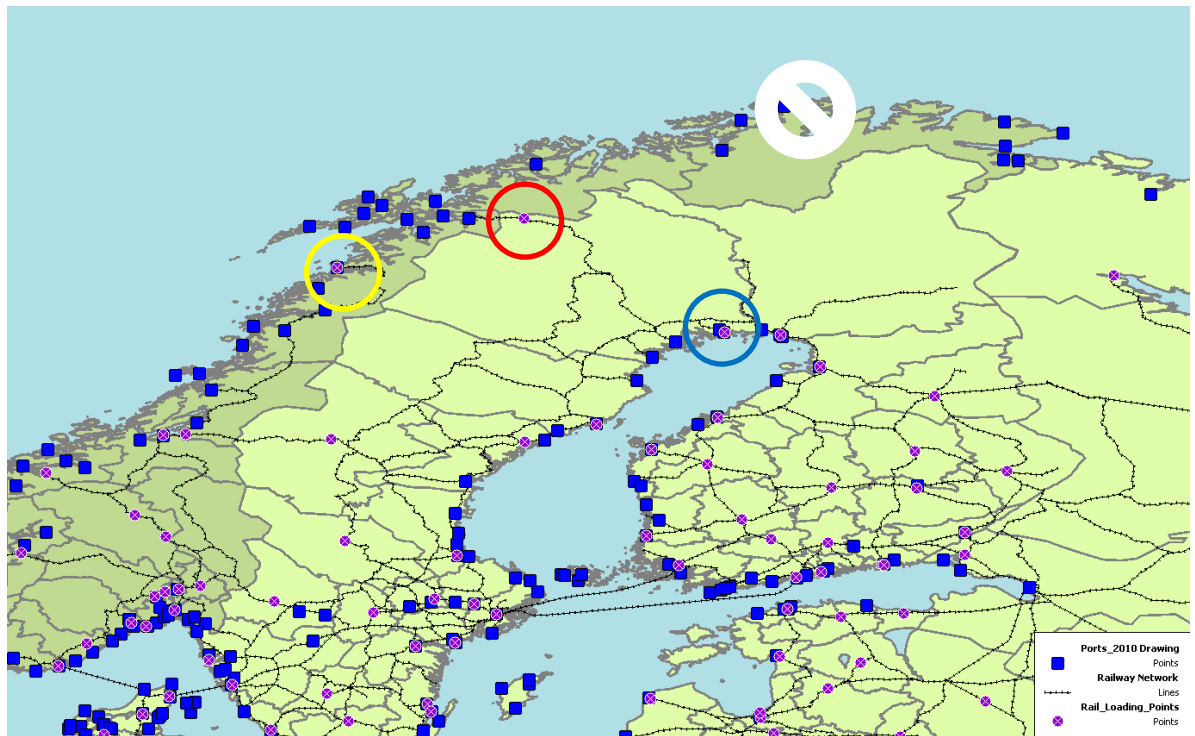 Ports_2010 Drawing
Points
Railway Network
Lines
Rail_Loading_Points
Points